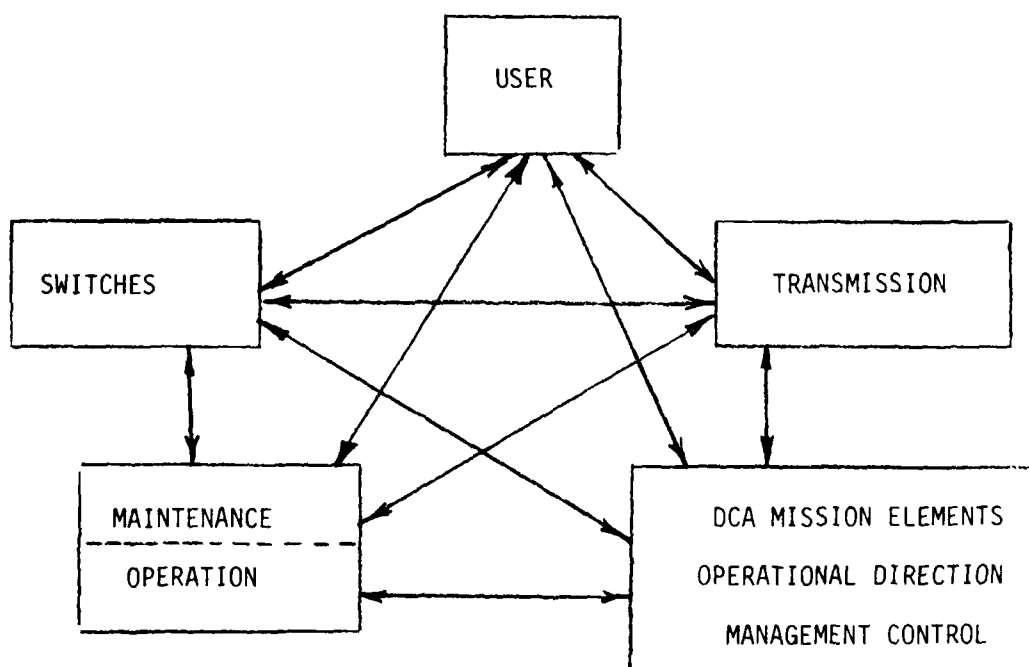 USER
SWITCHES
TRANSMISSION
MAINTENANCE
OPERATION
DCA MISSION ELEMENTS
OPERATIONAL DIRECTION
MANAGEMENT CONTROL